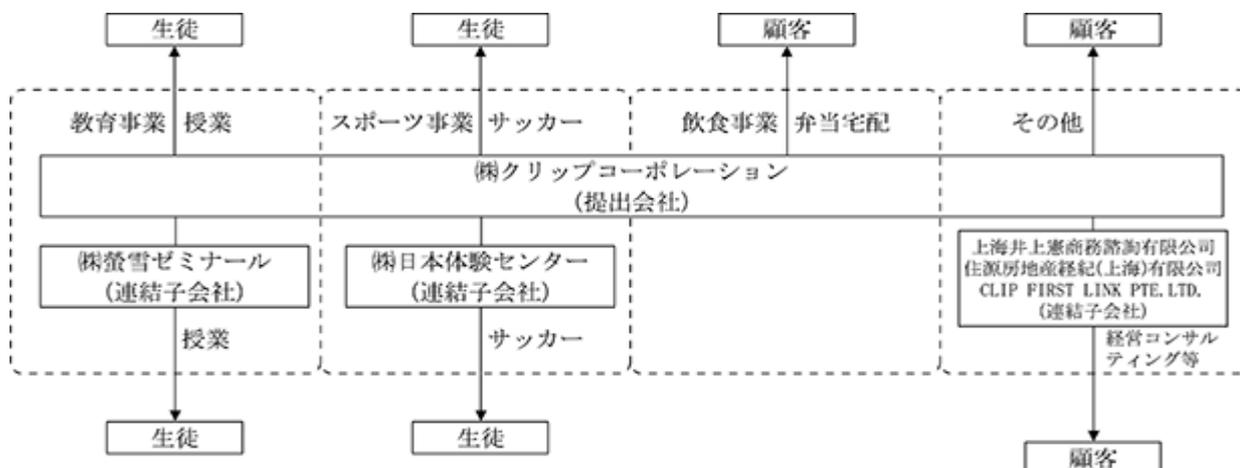 生徒
生徒
顧客
顧客
教育事業 授業
スポーツ事業 サッカー
飲食事業 弁当宅配
その他
㈱クリップコーポレーション
(提出会社)
㈱螢雪ゼミナール
(連結子会社)
㈱日本体験センター
(連結子会社)
上海井上憲商務諮詢有限公司
住源房地産経紀(上海)有限公司
CLIP FIRST LINK PTE.LTD.
(連結子会社)
授業
サッカー
経営コンサル
ティング等
生徒
生徒
顧客